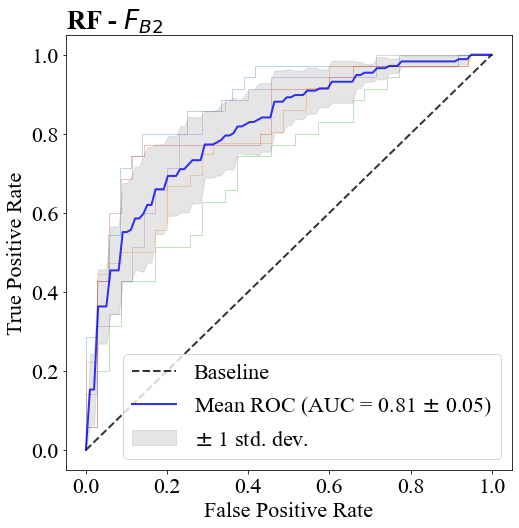 RF - F_{B2}
1.0
0.8
0.6
0.4
0.2
0.0
True Positive Rate
Baseline
Mean ROC (AUC = 0.81 ± 0.05)
± 1 std. dev.
0.0 0.2 0.4 0.6 0.8 1.0
False Positive Rate